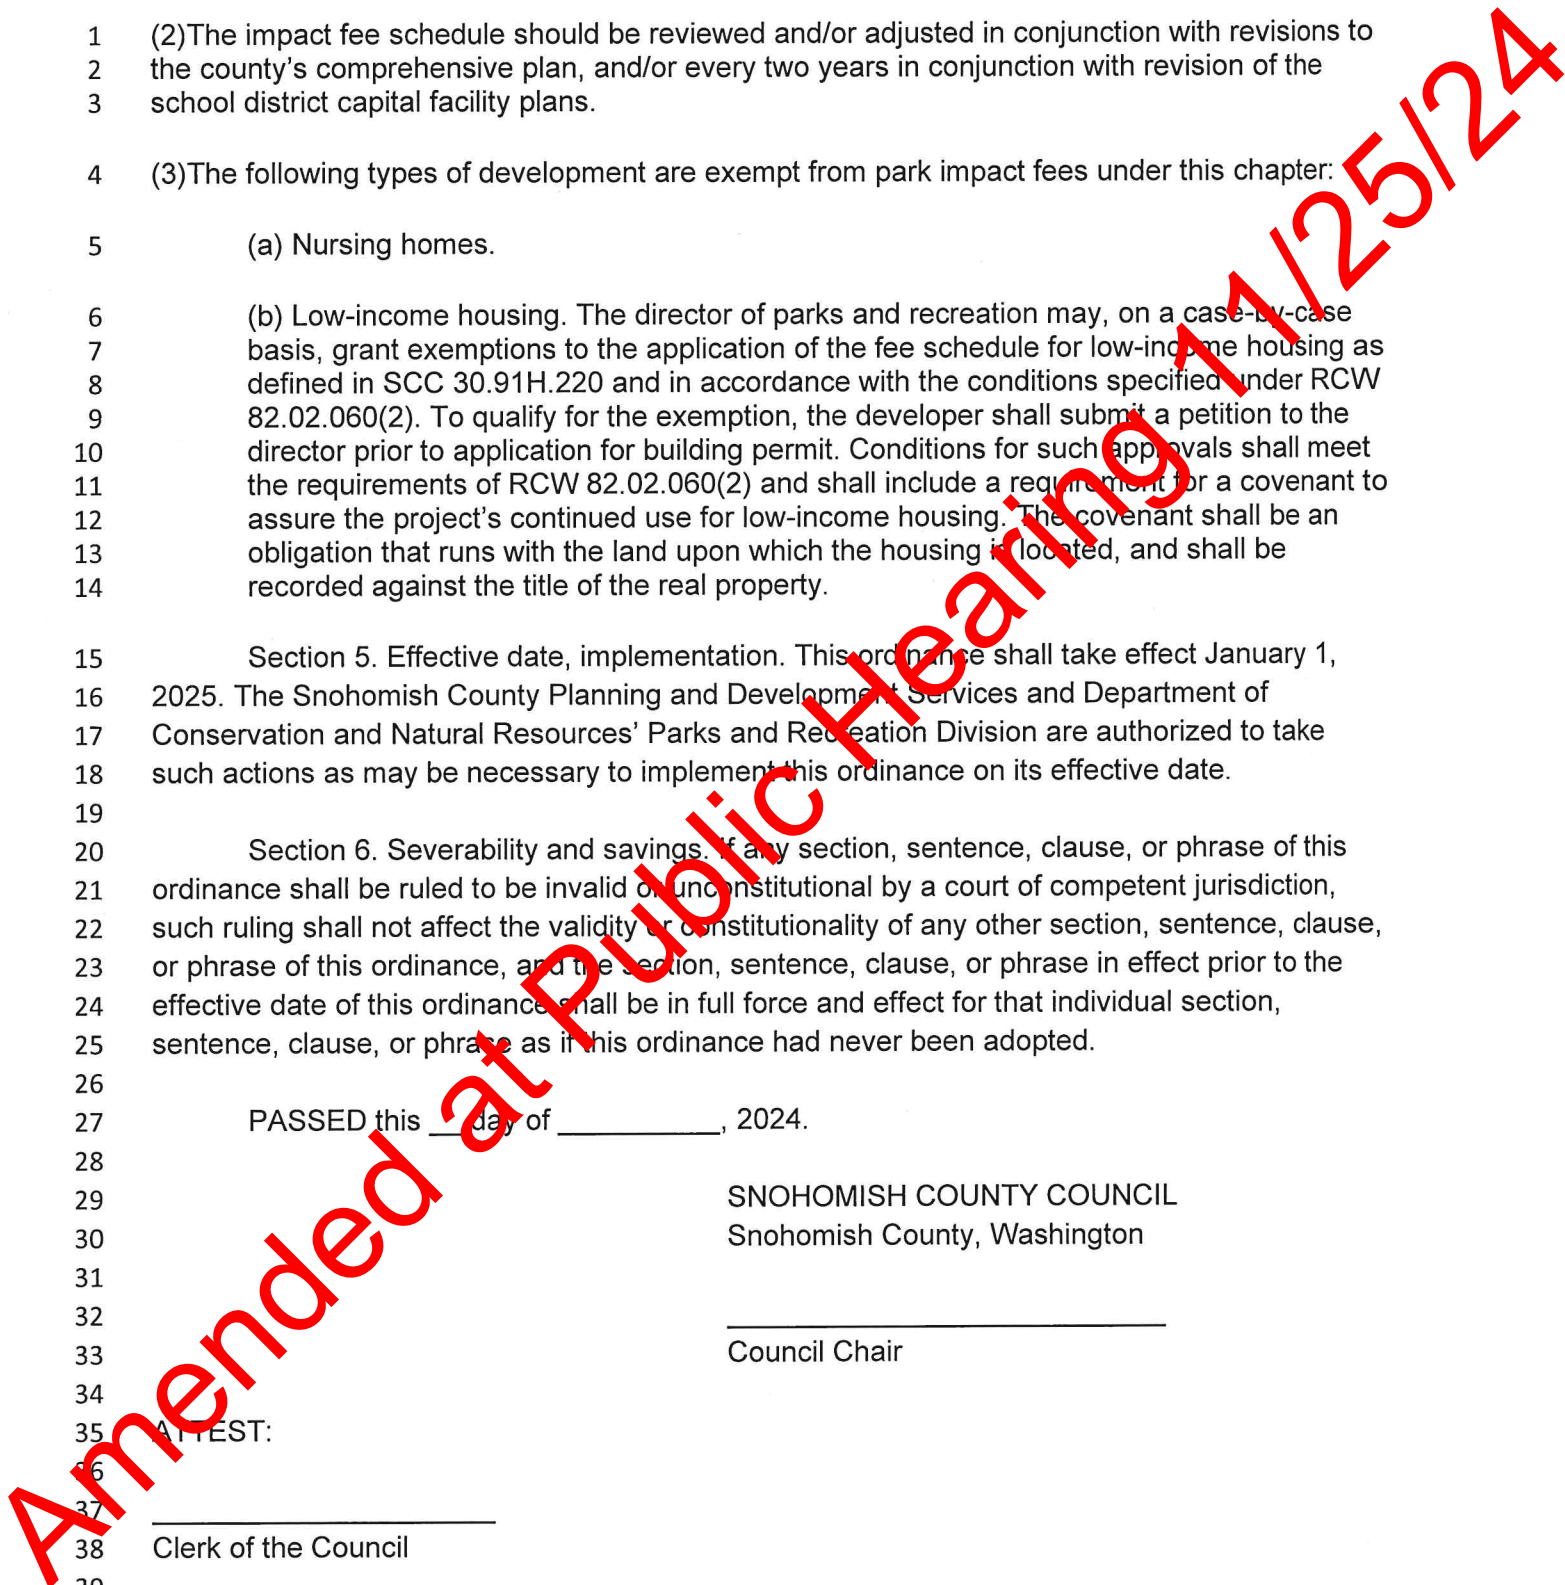 1 (2)The impact fee schedule should be reviewed and/or adjusted in conjunction with revisions to
2 the county's comprehensive plan, and/or every two years in conjunction with revision of the
3 school district capital facility plans.
4 (3)The following types of development are exempt from park impact fees under this chapter:
5 (a) Nursing homes.
6 (b) Low-income housing. The director of parks and recreation may, on a case-by-case
7 basis, grant exemptions to the application of the fee schedule for low-income housing as
8 defined in SCC 30.91H.220 and in accordance with the conditions specified under RCW
9 82.02.060(2). To qualify for the exemption, the developer shall submit a petition to the
10 director prior to application for building permit. Conditions for such approvals shall meet
11 the requirements of RCW 82.02.060(2) and shall include a requirement for a covenant to
12 assure the project's continued use for low-income housing. The covenant shall be an
13 obligation that runs with the land upon which the housing is located, and shall be
14 recorded against the title of the real property.
15 Section 5. Effective date, implementation. This ordinance shall take effect January 1,
16 2025. The Snohomish County Planning and Development Services and Department of
17 Conservation and Natural Resources' Parks and Recreation Division are authorized to take
18 such actions as may be necessary to implement this ordinance on its effective date.
19
20 Section 6. Severability and savings. If any section, sentence, clause, or phrase of this
21 ordinance shall be ruled to be invalid or unconstitutional by a court of competent jurisdiction,
22 such ruling shall not affect the validity or constitutionality of any other section, sentence, clause,
23 or phrase of this ordinance, and the section, sentence, clause, or phrase in effect prior to the
24 effective date of this ordinance shall be in full force and effect for that individual section,
25 sentence, clause, or phrase as if this ordinance had never been adopted.
26
27 PASSED this __ day of __________, 2024.
28
29 SNOHOMISH COUNTY COUNCIL
30 Snohomish County, Washington
31
32
33 Council Chair
34
35 ATTEST:
36
37
38 Clerk of the Council
39
Amended at Public Hearing 11/25/24